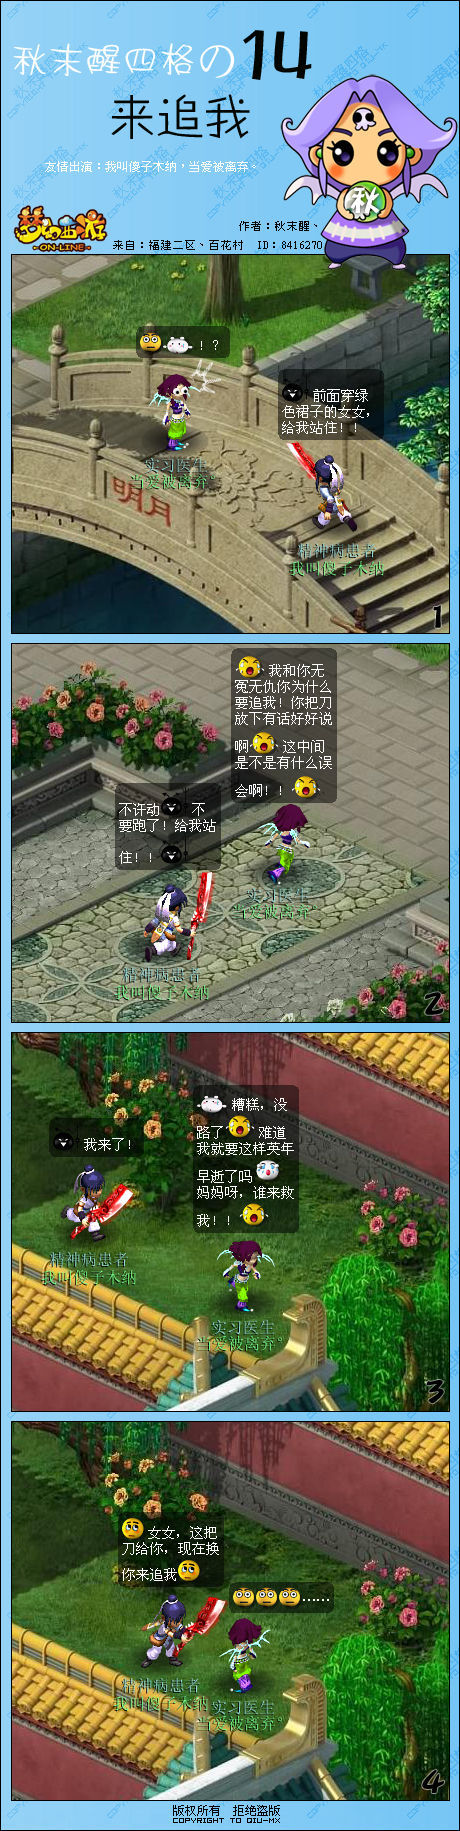 秋末醒四格の14
来追我
友情出演：我叫傻子木纳，当爱被离弃。
梦幻西游
-ON-LINE-
作者：秋末醒、
来自：福建二区、百花村 ID：8416270
秋
！？
前面穿绿
色裙子的女女，
给我站住！！
实习医生
当爱被离弃°
明月
精神病患者
我叫傻子木纳
1
我和你无
冤无仇你为什么
要追我！你把刀
放下有话好好说
啊 这中间
是不是有什么误
会啊！！
不许动 不
要跑了！给我站
住！！
实习医生
当爱被离弃°
精神病患者
我叫傻子木纳
2
糟糕，没
路了 难道
我就要这样英年
早逝了吗
妈妈呀，谁来救
我！！
我来了！
精神病患者
我叫傻子木纳
实习医生
当爱被离弃°
3
女女，这把
刀给你，现在换
你来追我
......
精神病患者
我叫傻子木纳
实习医生
当爱被离弃°
4
版权所有 拒绝盗版
COPYRIGHT TO QIU-MX